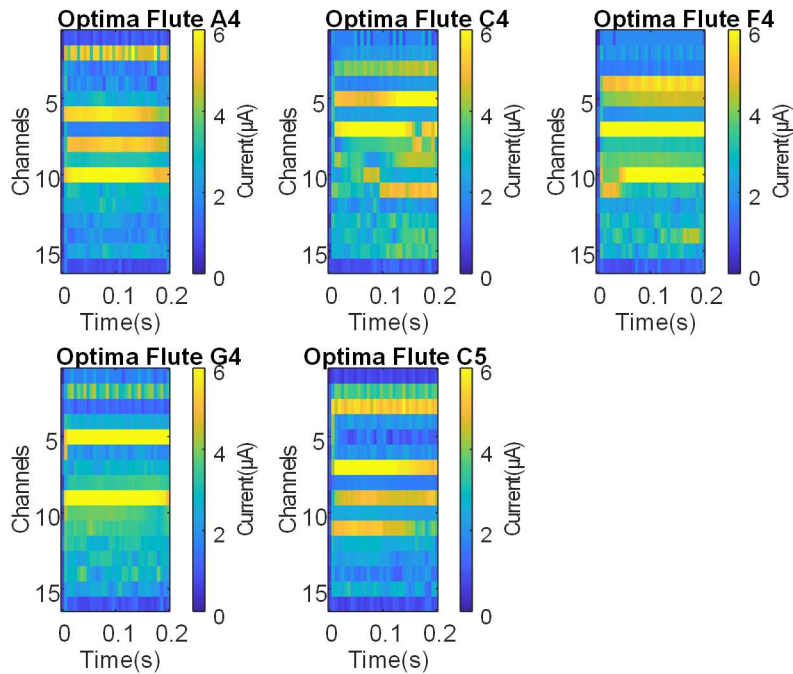 Optima Flute A4
Channels
5
10
15
0 0.1 0.2
Time(s)
6
4
2
0
Current(µA)
Optima Flute C4
Channels
5
10
15
0 0.1 0.2
Time(s)
6
4
2
0
Current(µA)
Optima Flute F4
Channels
5
10
15
0 0.1 0.2
Time(s)
6
4
2
0
Current(µA)
Optima Flute G4
Channels
5
10
15
0 0.1 0.2
Time(s)
6
4
2
0
Current(µA)
Optima Flute C5
Channels
5
10
15
0 0.1 0.2
Time(s)
6
4
2
0
Current(µA)